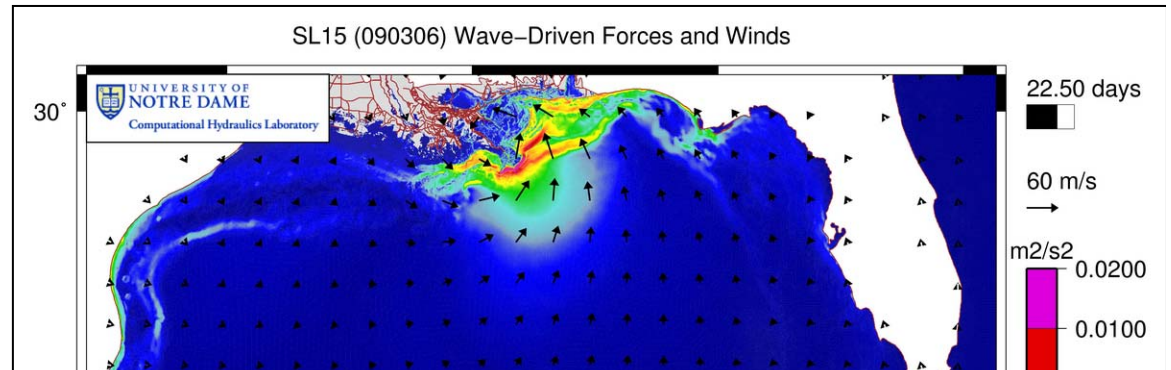 SL15 (090306) Wave−Driven Forces and Winds
UNIVERSITY OF
NOTRE DAME
Computational Hydraulics Laboratory
30°
22.50 days
60 m/s
m2/s2
0.0200
0.0100